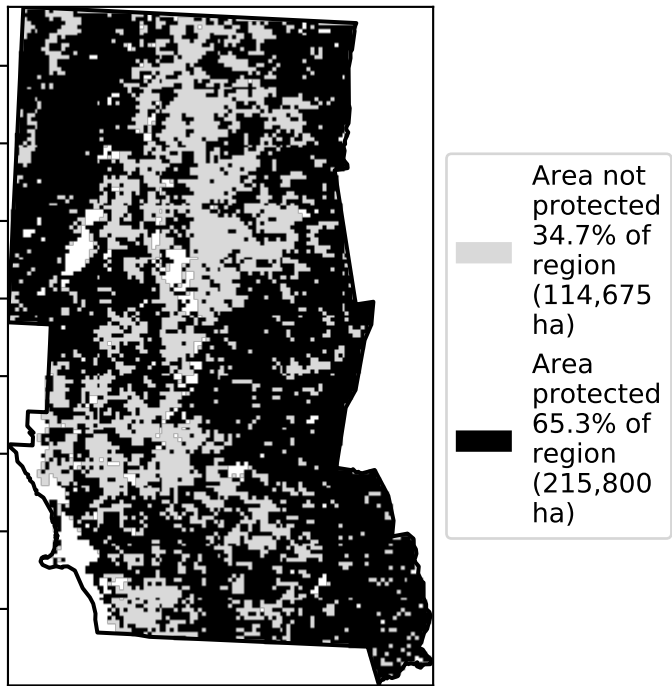 Area not
protected
34.7% of
region
(114,675
ha)
Area
protected
65.3% of
region
(215,800
ha)